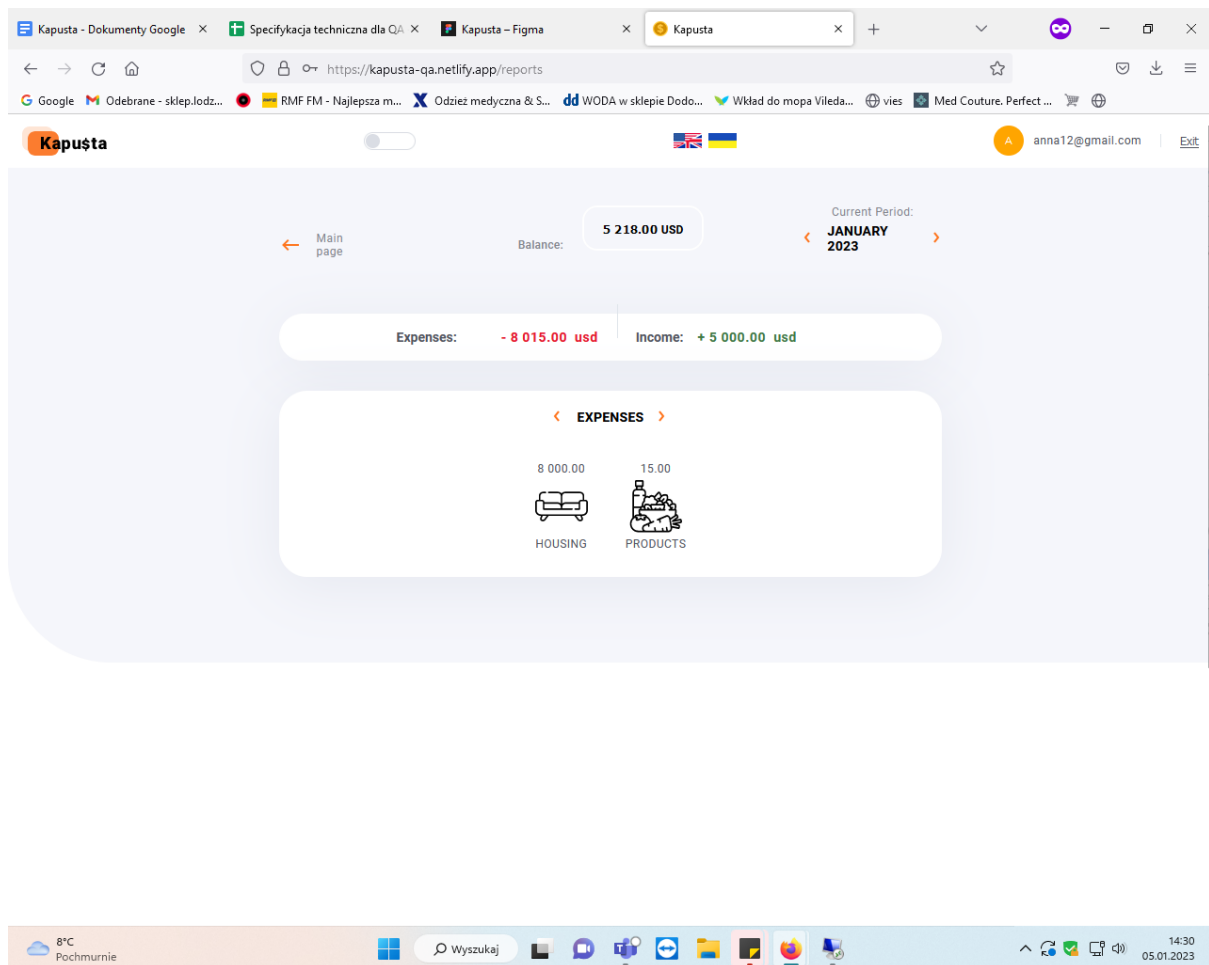 Kapusta - Dokumenty Google
Specyfikacja techniczna dla QA
Kapusta – Figma
Kapusta
https://kapusta-qa.netlify.app/reports
Google
Odebrane - sklep.lodz...
RMF FM - Najlepsza m...
Odzież medyczna & S...
WODA w sklepie Dodo...
Wkład do mopa Vileda...
vies
Med Couture. Perfect ...
Kapu$ta
A
anna12@gmail.com
Exit
Main page
Balance:
5 218.00 USD
Current Period:
JANUARY
2023
Expenses:
- 8 015.00 usd
Income:
+ 5 000.00 usd
EXPENSES
8 000.00
15.00
HOUSING
PRODUCTS
8°C
Pochmurnie
Wyszukaj
14:30
05.01.2023